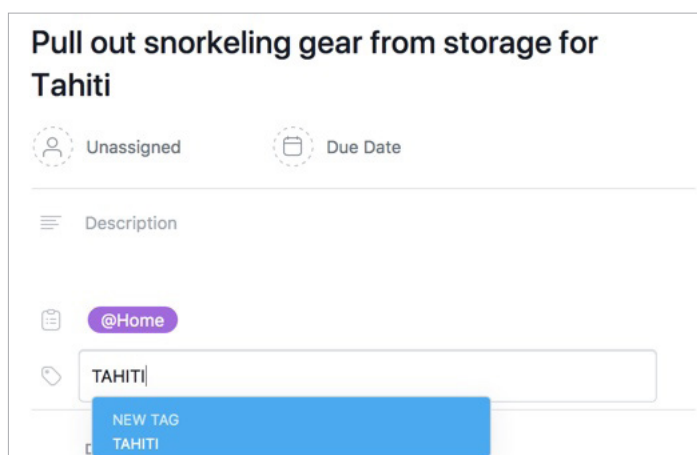 Pull out snorkeling gear from storage for
Tahiti
Unassigned Due Date
Description
@Home
TAHITI
NEW TAG
TAHITI